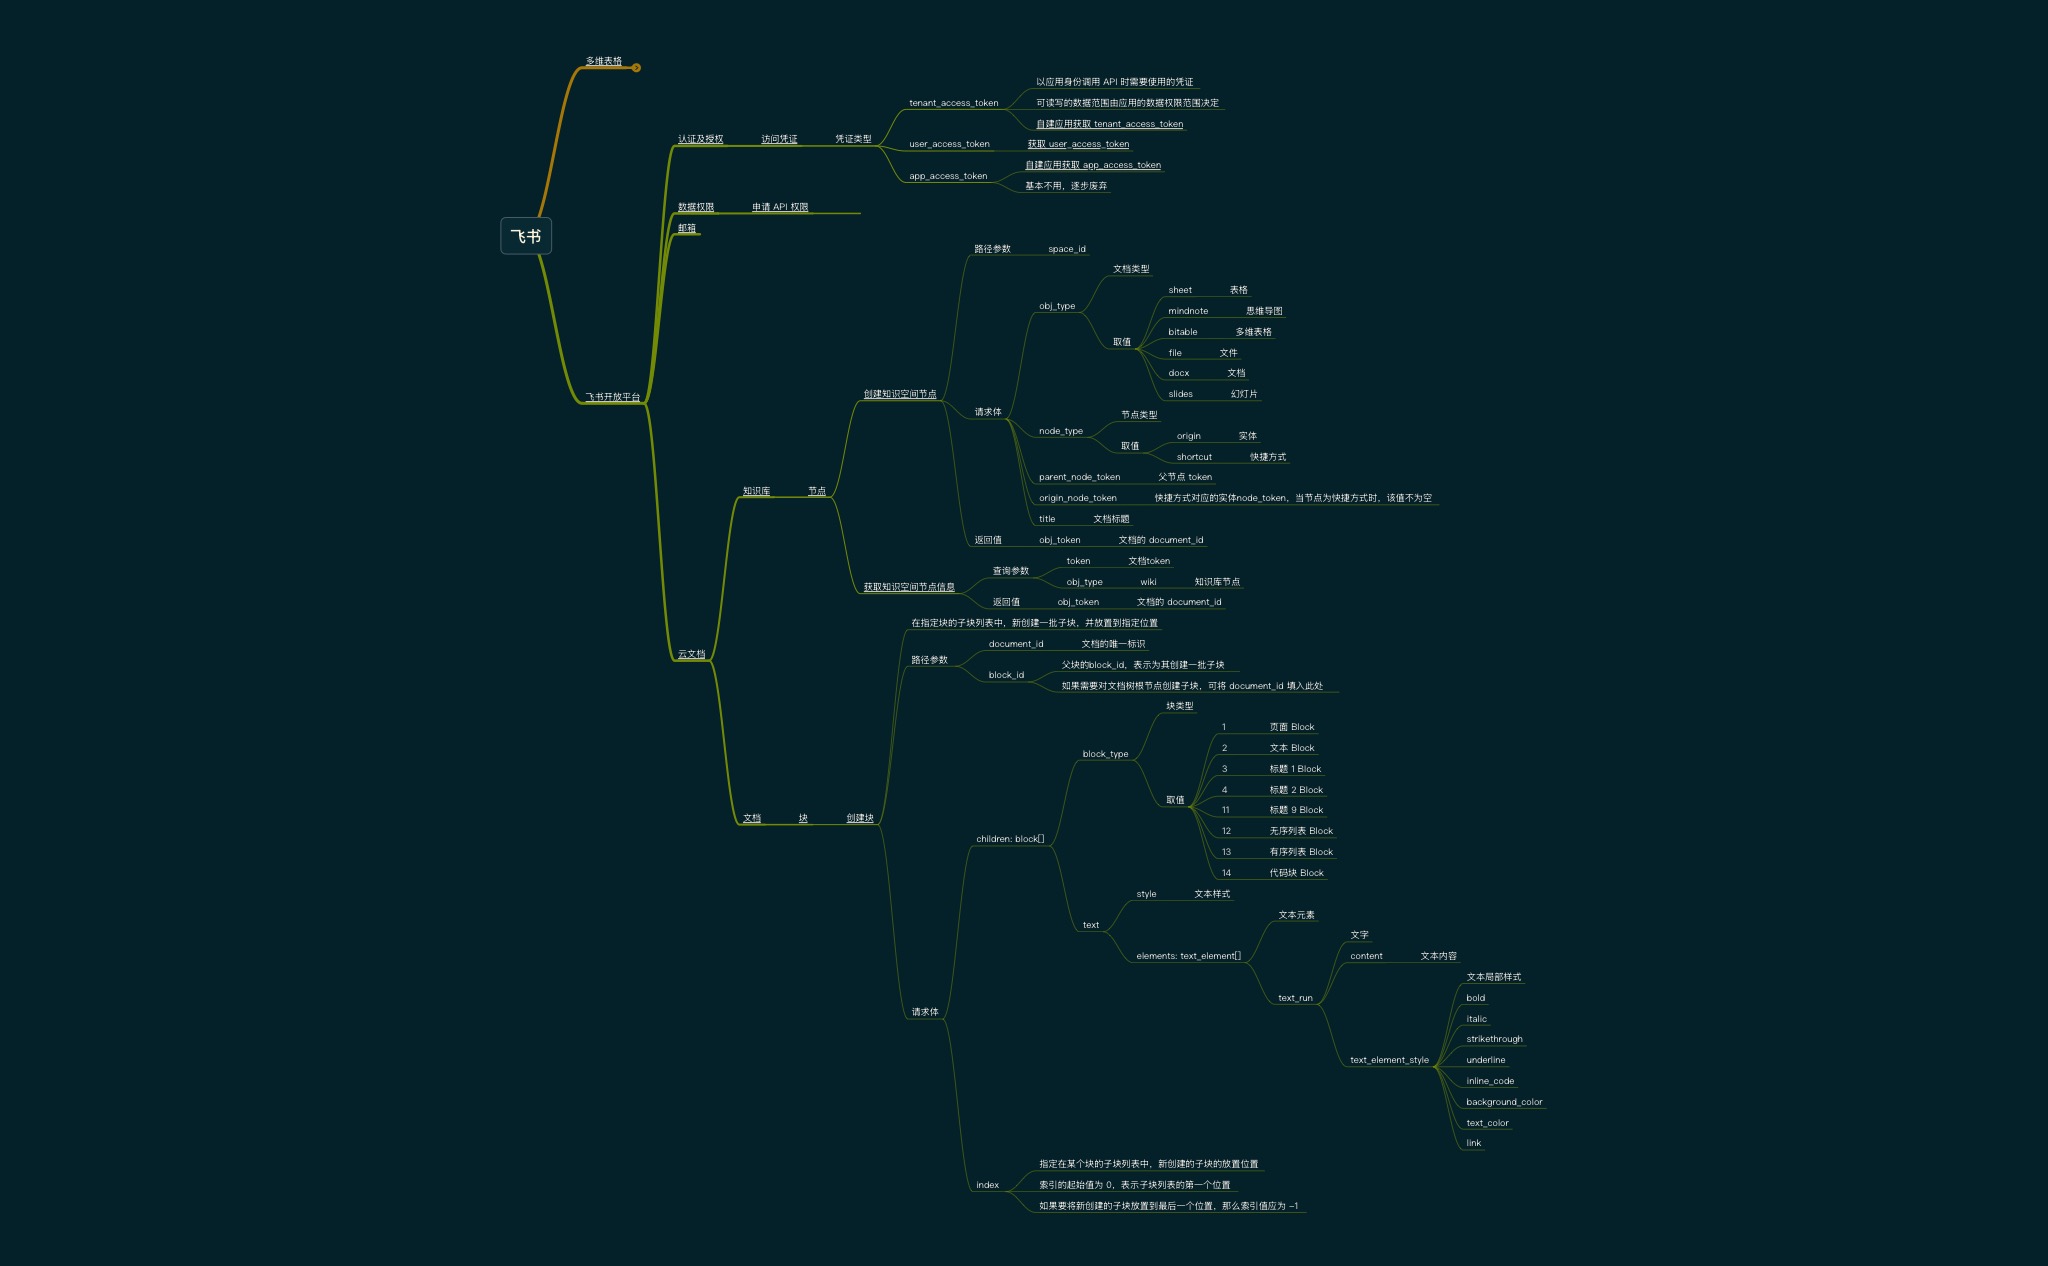 飞书
多维表格
飞书开放平台
认证及授权
访问凭证
凭证类型
tenant_access_token
以应用身份调用 API 时需要使用的凭证
可读写的数据范围由应用的数据权限范围决定
自建应用获取 tenant_access_token
user_access_token
获取 user_access_token
app_access_token
自建应用获取 app_access_token
基本不用，逐步废弃
数据权限
申请 API 权限
邮箱
云文档
知识库
节点
创建知识空间节点
路径参数
space_id
请求体
obj_type
文档类型
取值
sheet
表格
mindnote
思维导图
bitable
多维表格
file
文件
docx
文档
slides
幻灯片
node_type
节点类型
取值
origin
实体
shortcut
快捷方式
parent_node_token
父节点 token
origin_node_token
快捷方式对应的实体node_token，当节点为快捷方式时，该值不为空
title
文档标题
返回值
obj_token
文档的 document_id
获取知识空间节点信息
查询参数
token
文档token
obj_type
wiki
知识库节点
返回值
obj_token
文档的 document_id
文档
块
创建块
在指定块的子块列表中，新创建一批子块，并放置到指定位置
路径参数
document_id
文档的唯一标识
block_id
父块的block_id，表示为其创建一批子块
如果需要对文档树根节点创建子块，可将 document_id 填入此处
请求体
children: block[]
block_type
块类型
取值
1
页面 Block
2
文本 Block
3
标题 1 Block
4
标题 2 Block
11
标题 9 Block
12
无序列表 Block
13
有序列表 Block
14
代码块 Block
text
style
文本样式
elements: text_element[]
文本元素
text_run
文字
content
文本内容
text_element_style
文本局部样式
bold
italic
strikethrough
underline
inline_code
background_color
text_color
link
index
指定在某个块的子块列表中，新创建的子块的放置位置
索引的起始值为 0，表示子块列表的第一个位置
如果要将新创建的子块放置到最后一个位置，那么索引值应为 -1